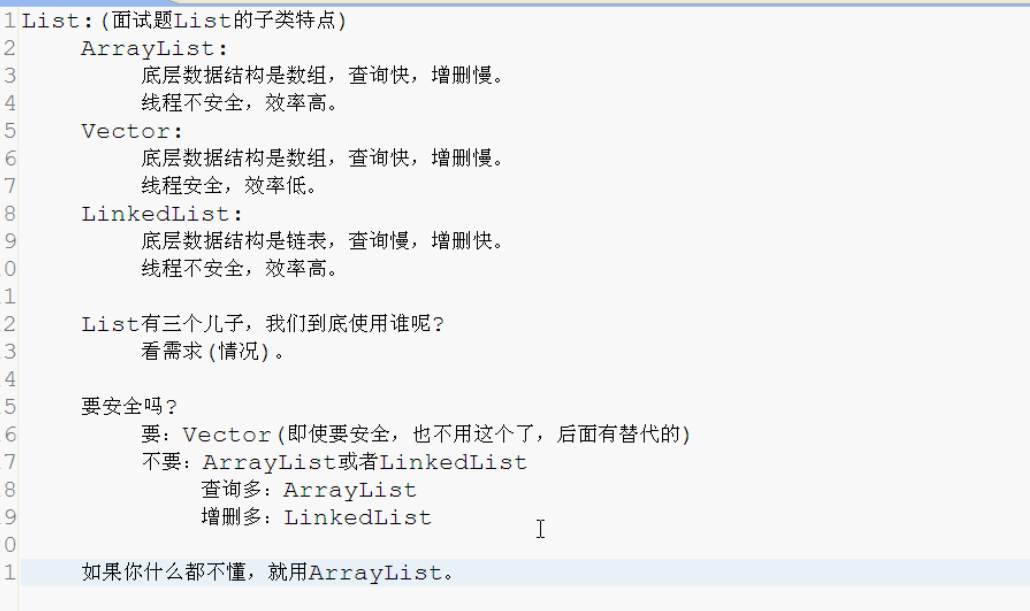 1 List:(面试题List的子类特点)
2 ArrayList:
3 底层数据结构是数组，查询快，增删慢。
4 线程不安全，效率高。
5 Vector:
6 底层数据结构是数组，查询快，增删慢。
7 线程安全，效率低。
8 LinkedList:
9 底层数据结构是链表，查询慢，增删快。
0 线程不安全，效率高。
1
2 List有三个儿子，我们到底使用谁呢?
3 看需求(情况)。
4
5 要安全吗?
6 要：Vector(即使要安全，也不用这个了，后面有替代的)
7 不要：ArrayList或者LinkedList
8 查询多：ArrayList
9 增删多：LinkedList
0
1 如果你什么都不懂，就用ArrayList。